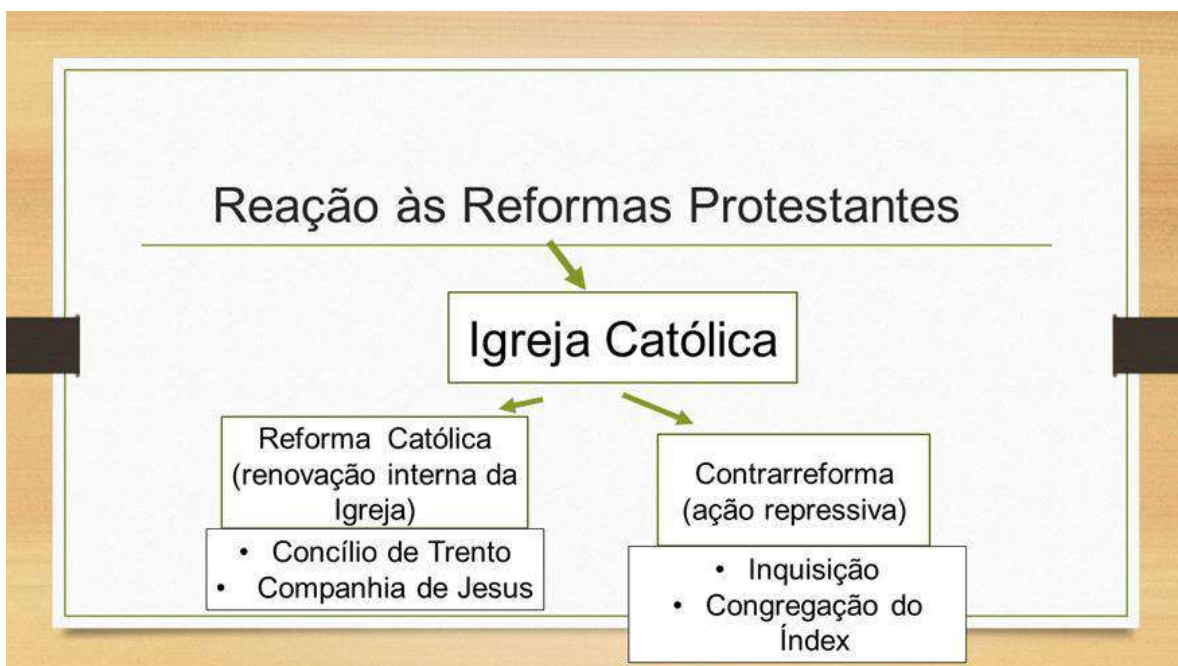 Reação às Reformas Protestantes
Igreja Católica
Reforma Católica
(renovação interna da
Igreja)
• Concílio de Trento
• Companhia de Jesus
Contrarreforma
(ação repressiva)
• Inquisição
• Congregação do
Índex